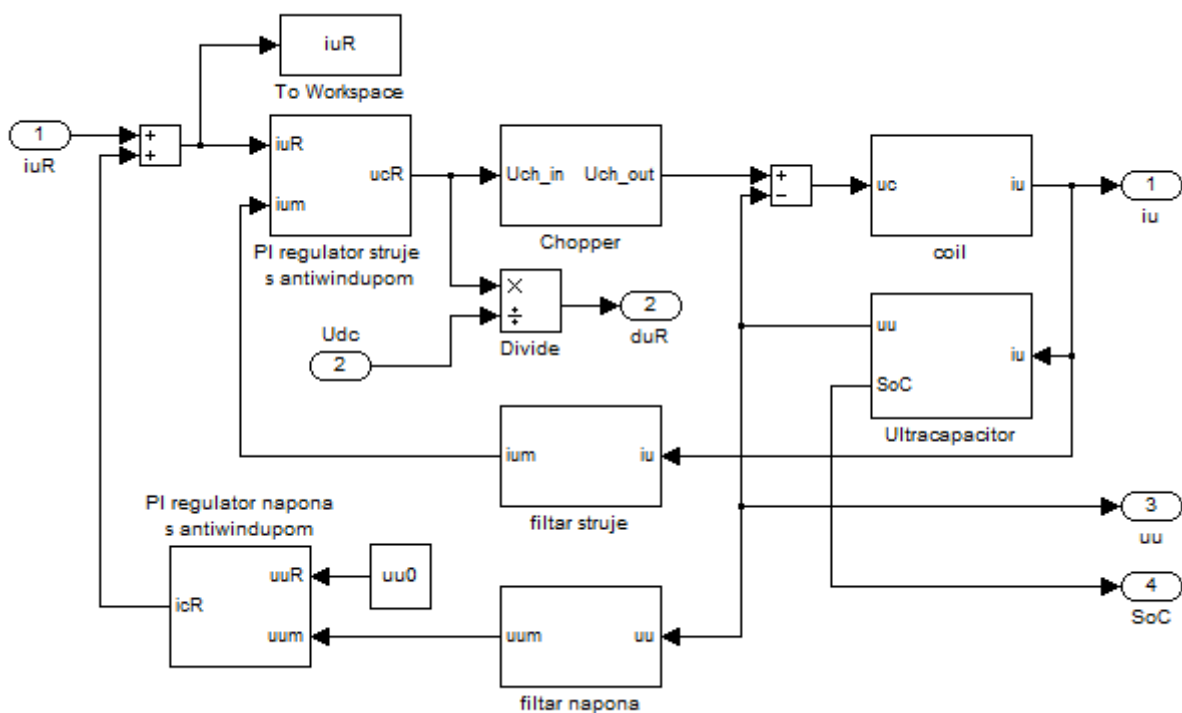 iuR
To Workspace
1
iuR
+
+
iuR
ium
ucR
PI regulator struje
s antiwindupom
Uch_in
Uch_out
Chopper
+
−
uc
iu
coil
1
iu
×
÷
Divide
2
duR
Udc
2
uu
SoC
iu
Ultracapacitor
ium
iu
filtar struje
3
uu
4
SoC
PI regulator napona
s antiwindupom
icR
uuR
uum
uu0
uum
uu
filtar napona